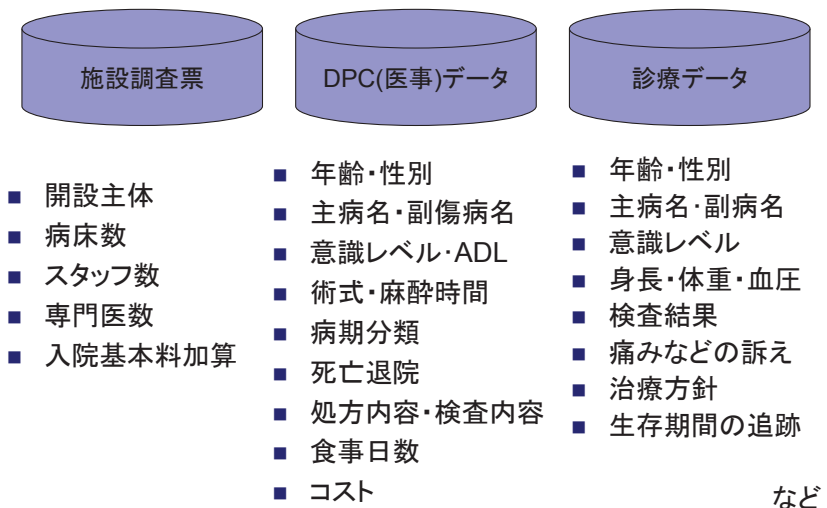 施設調査票
DPC(医事)データ
診療データ
開設主体
病床数
スタッフ数
専門医数
入院基本料加算
年齢・性別
主病名・副傷病名
意識レベル・ADL
術式・麻酔時間
病期分類
死亡退院
処方内容・検査内容
食事日数
コスト
年齢・性別
主病名・副病名
意識レベル
身長・体重・血圧
検査結果
痛みなどの訴え
治療方針
生存期間の追跡
など